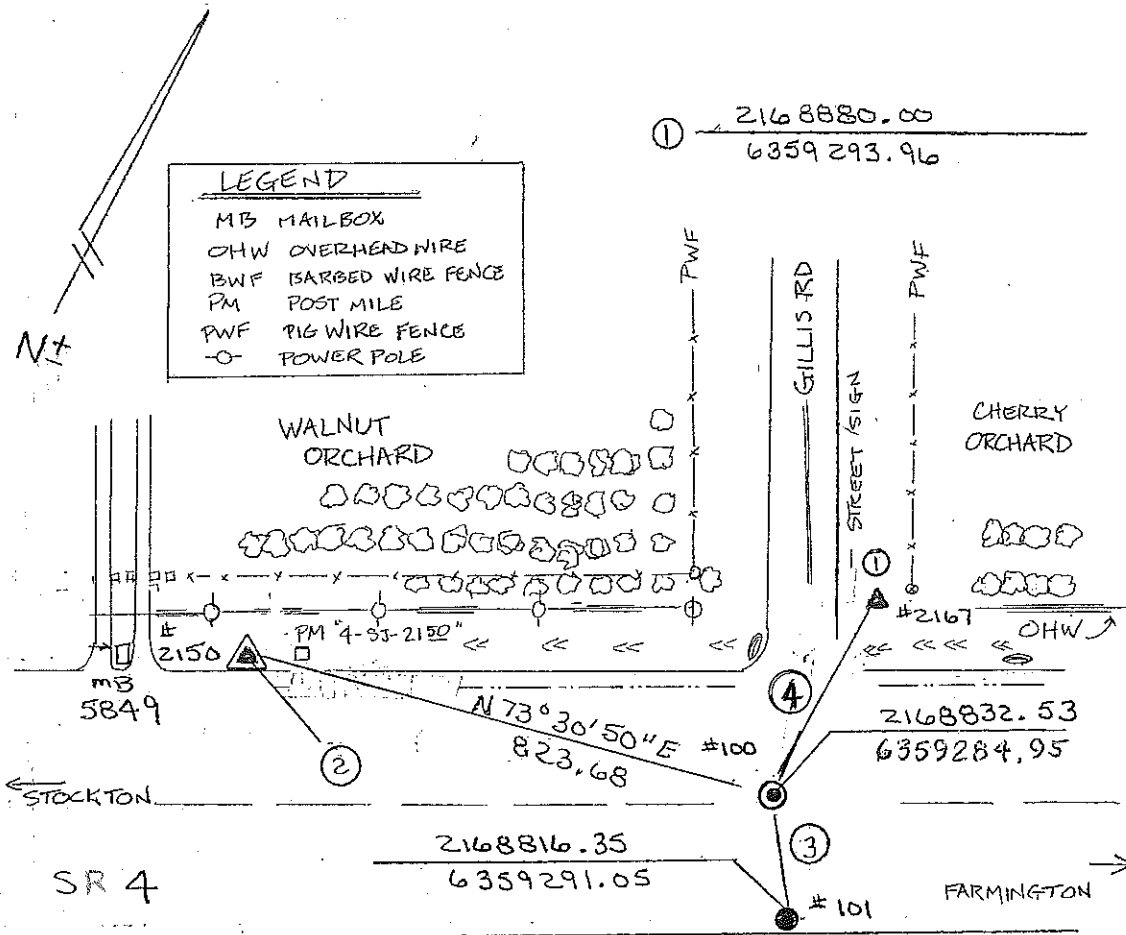 ① 2168880.00
6359293.96
LEGEND
MB MAILBOX
OHW OVERHEAD WIRE
BWF BARBED WIRE FENCE
PM POST MILE
PWF PIG WIRE FENCE
-O- POWER POLE
N
PWF
GILLIS RD
STREET SIGN
PWF
WALNUT
ORCHARD
CHERRY
ORCHARD
①
#2167
OHW
#
2150
PM "4-SJ-2150"
MB
5849
②
N 73° 30' 50" E
823.68
#100
④
2168832.53
6359284.95
STOCKTON
③
2168816.35
6359291.05
SR 4
#101
FARMINGTON